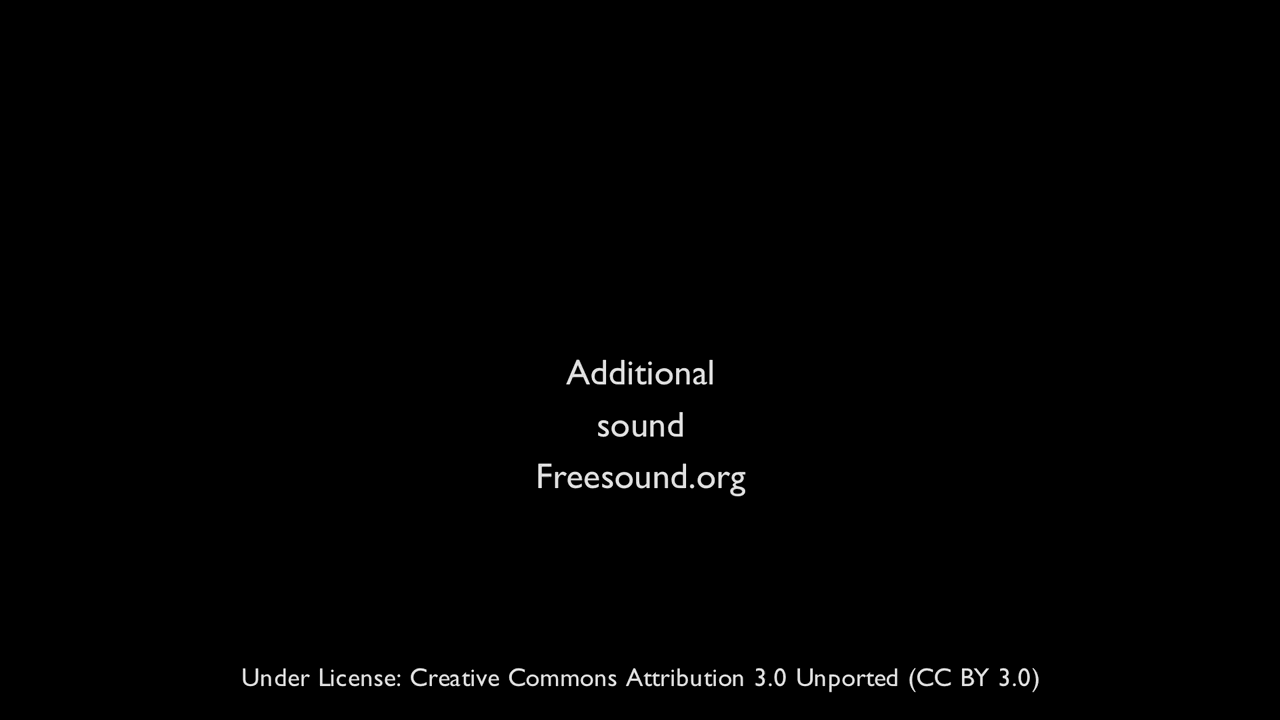 Additional
sound
Freesound.org
Under License: Creative Commons Attribution 3.0 Unported (CC BY 3.0)